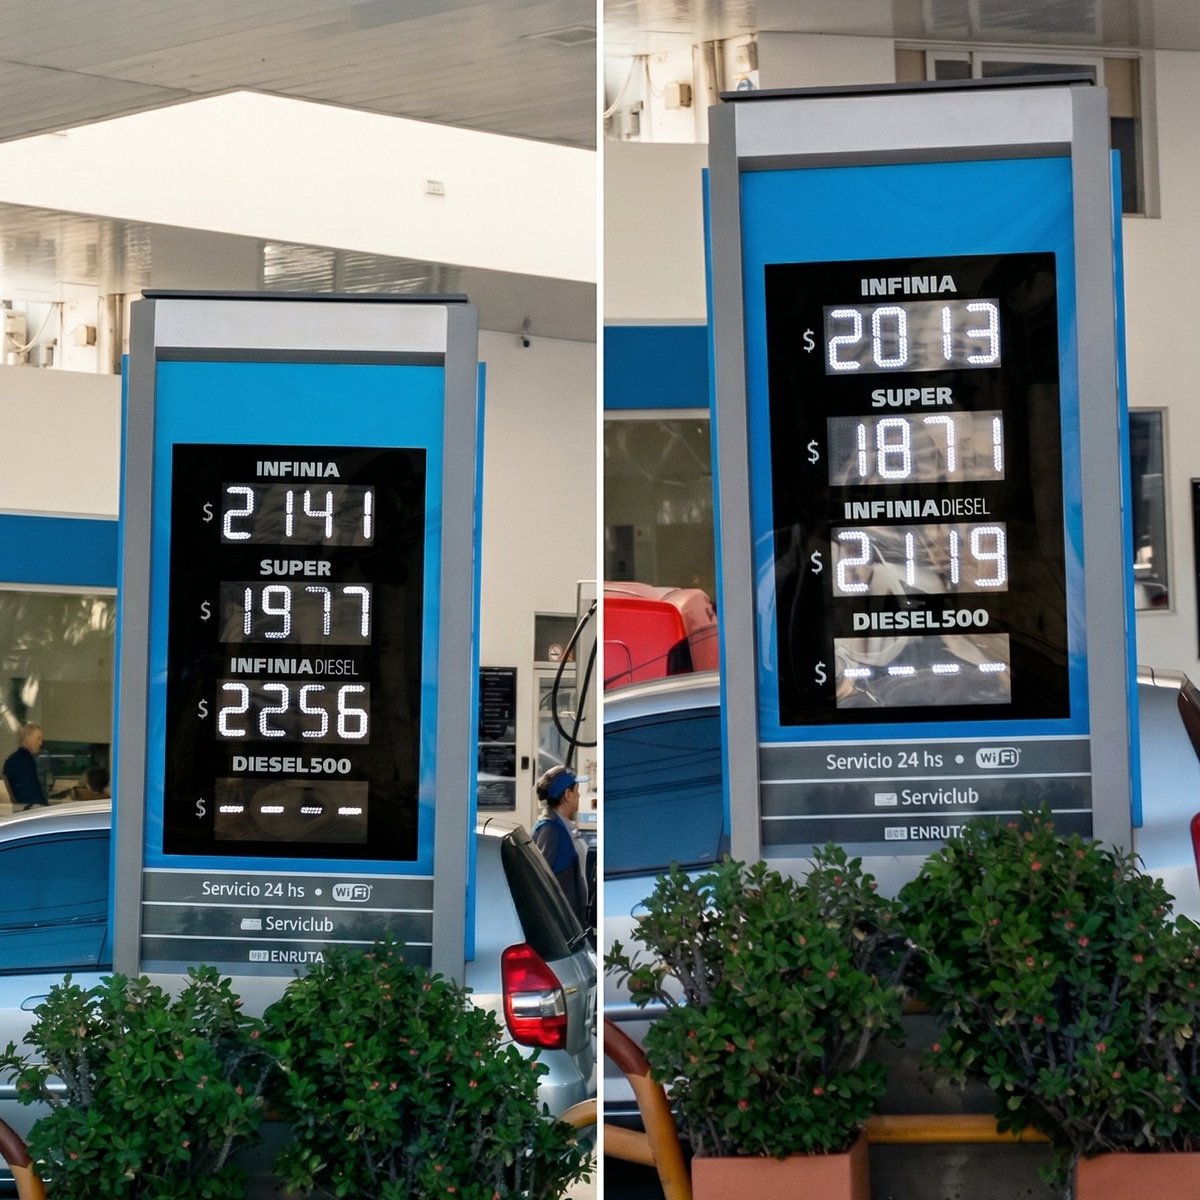 INFINIA
$ 2141
SUPER
$ 1977
INFINIA DIESEL
$ 2256
DIESEL500
$ ----
Servicio 24 hs • WiFi
Serviclub
ENRUTA
INFINIA
$ 2013
SUPER
$ 1871
INFINIA DIESEL
$ 2119
DIESEL500
$ ----
Servicio 24 hs • WiFi
Serviclub
ENRUTA